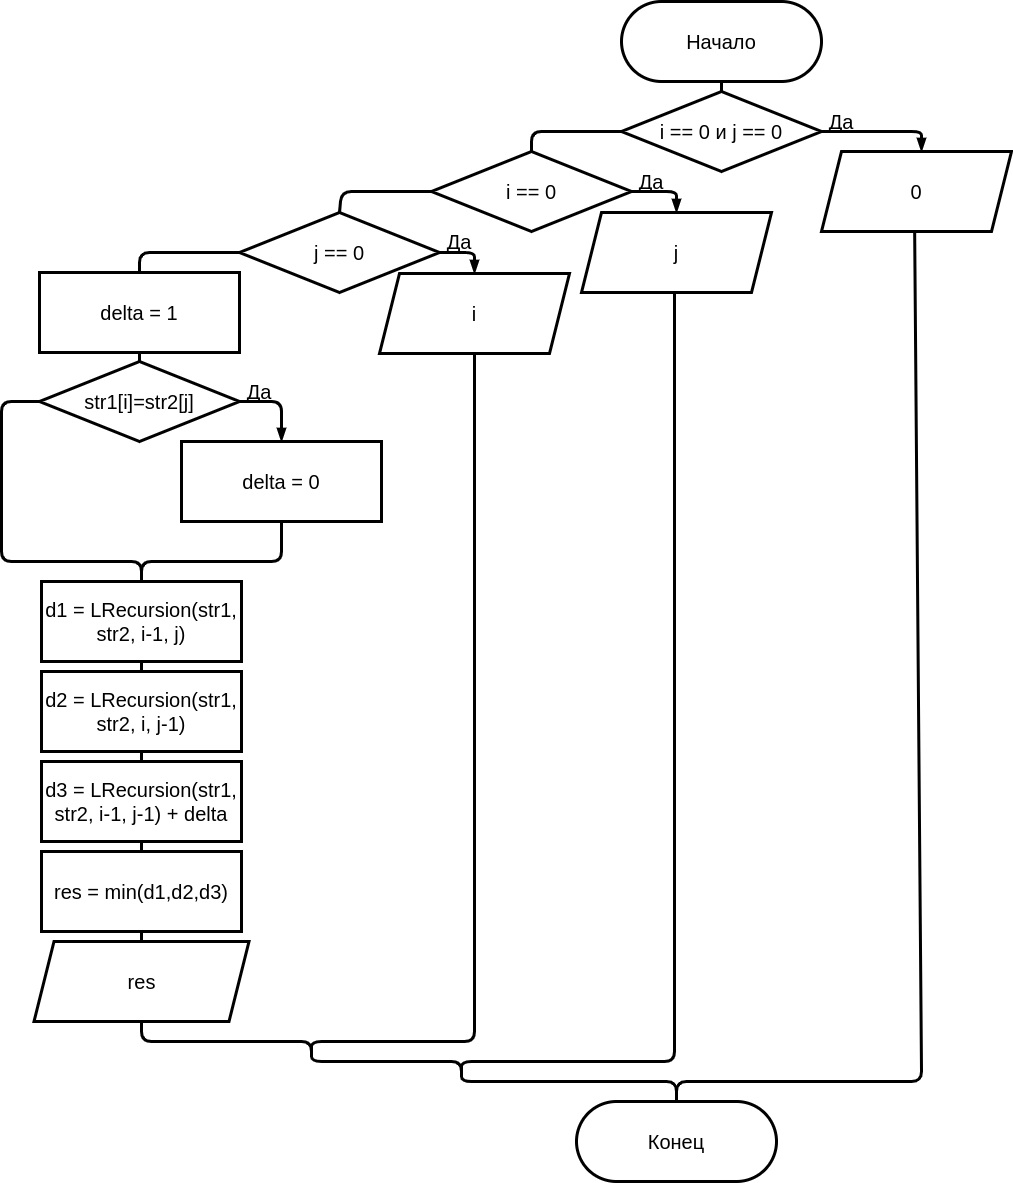 Начало
i == 0 и j == 0
Да
0
i == 0
Да
j
j == 0
Да
i
delta = 1
str1[i]=str2[j]
Да
delta = 0
d1 = LRecursion(str1,
str2, i-1, j)
d2 = LRecursion(str1,
str2, i, j-1)
d3 = LRecursion(str1,
str2, i-1, j-1) + delta
res = min(d1,d2,d3)
res
Конец